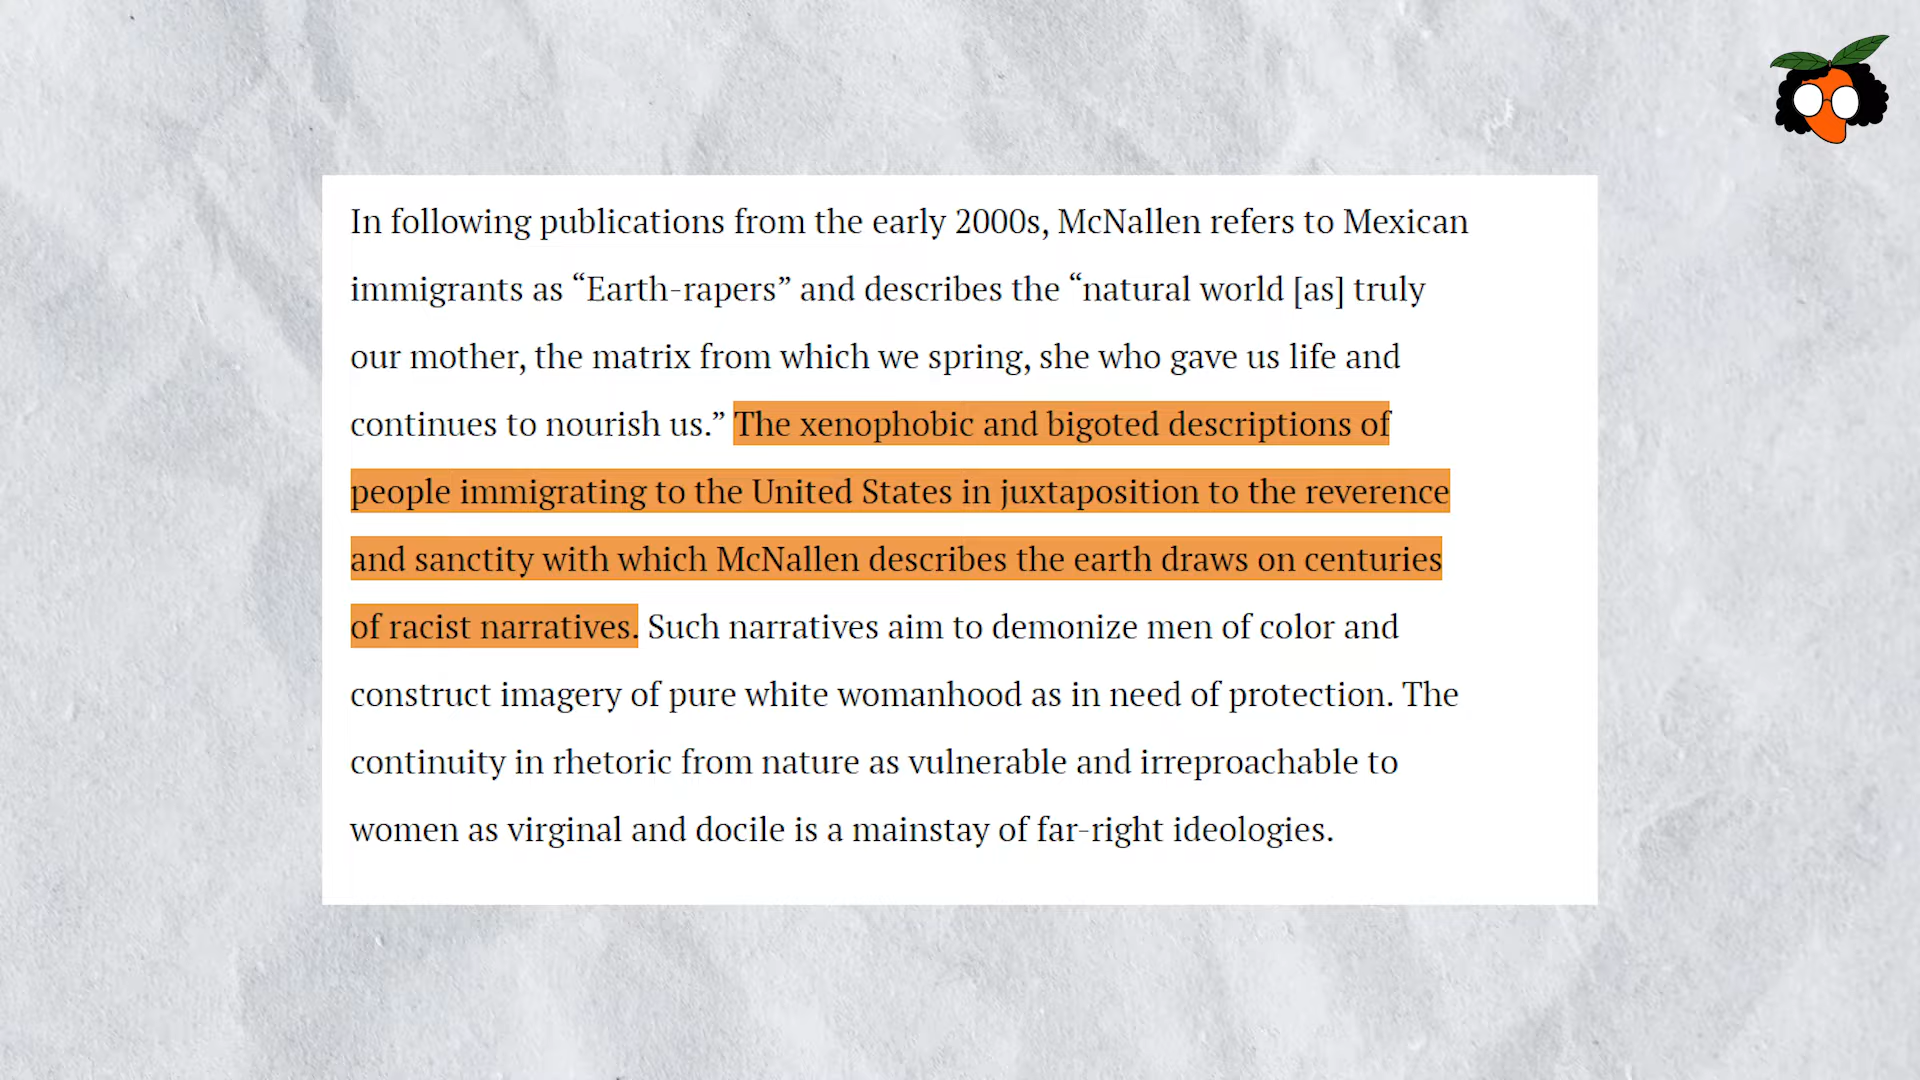 In following publications from the early 2000s, McNallen refers to Mexican
immigrants as “Earth-rapers” and describes the “natural world [as] truly
our mother, the matrix from which we spring, she who gave us life and
continues to nourish us.” The xenophobic and bigoted descriptions of
people immigrating to the United States in juxtaposition to the reverence
and sanctity with which McNallen describes the earth draws on centuries
of racist narratives. Such narratives aim to demonize men of color and
construct imagery of pure white womanhood as in need of protection. The
continuity in rhetoric from nature as vulnerable and irreproachable to
women as virginal and docile is a mainstay of far-right ideologies.